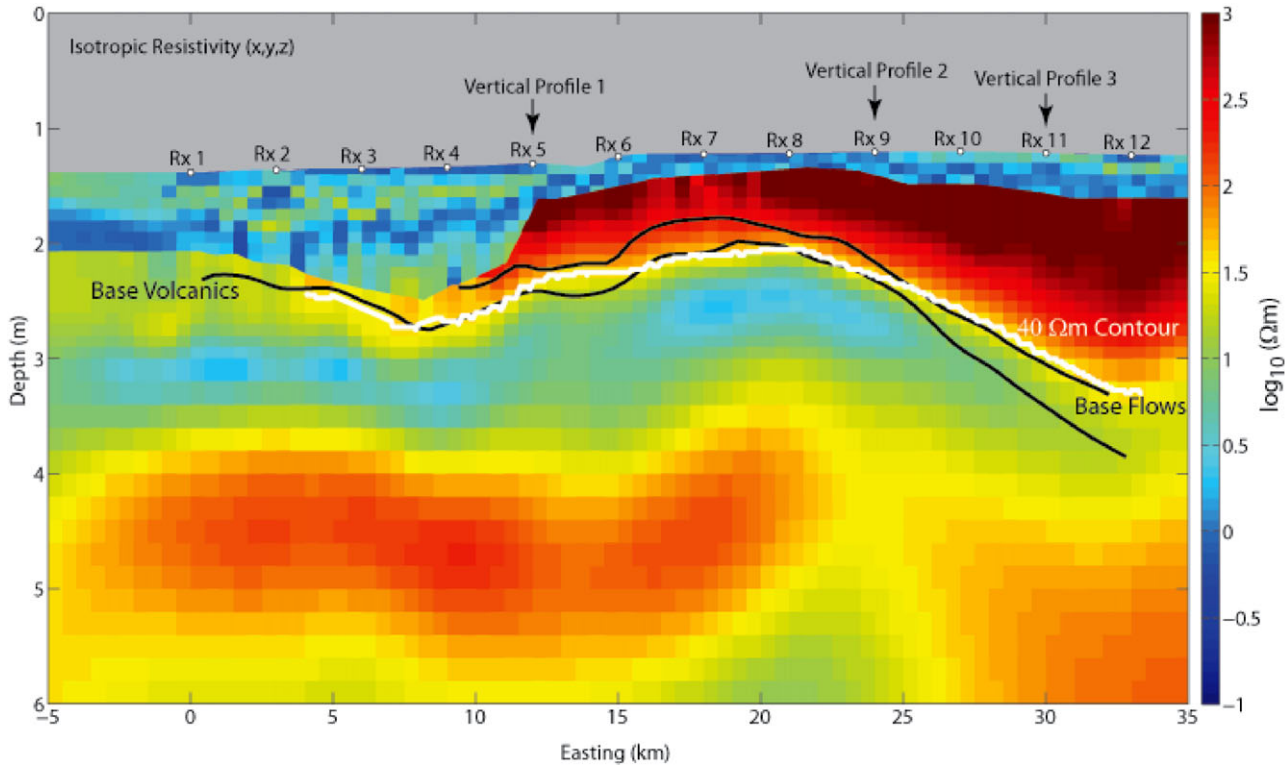 0
Isotropic Resistivity (x,y,z)
Vertical Profile 1
Vertical Profile 2
Vertical Profile 3
1
Rx 1
Rx 2
Rx 3
Rx 4
Rx 5
Rx 6
Rx 7
Rx 8
Rx 9
Rx 10
Rx 11
Rx 12
2
Base Volcanics
40 Ωm Contour
3
Base Flows
4
5
6
Depth (m)
−5
0
5
10
15
20
25
30
35
Easting (km)
3
2.5
2
1.5
1
0.5
0
−0.5
−1
log10 (Ωm)